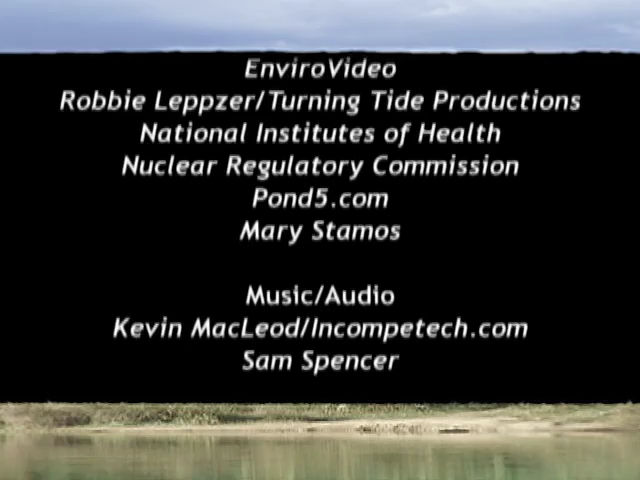 EnviroVideo
Robbie Leppzer/Turning Tide Productions
National Institutes of Health
Nuclear Regulatory Commission
Pond5.com
Mary Stamos
Music/Audio
Kevin MacLeod/Incompetech.com
Sam Spencer